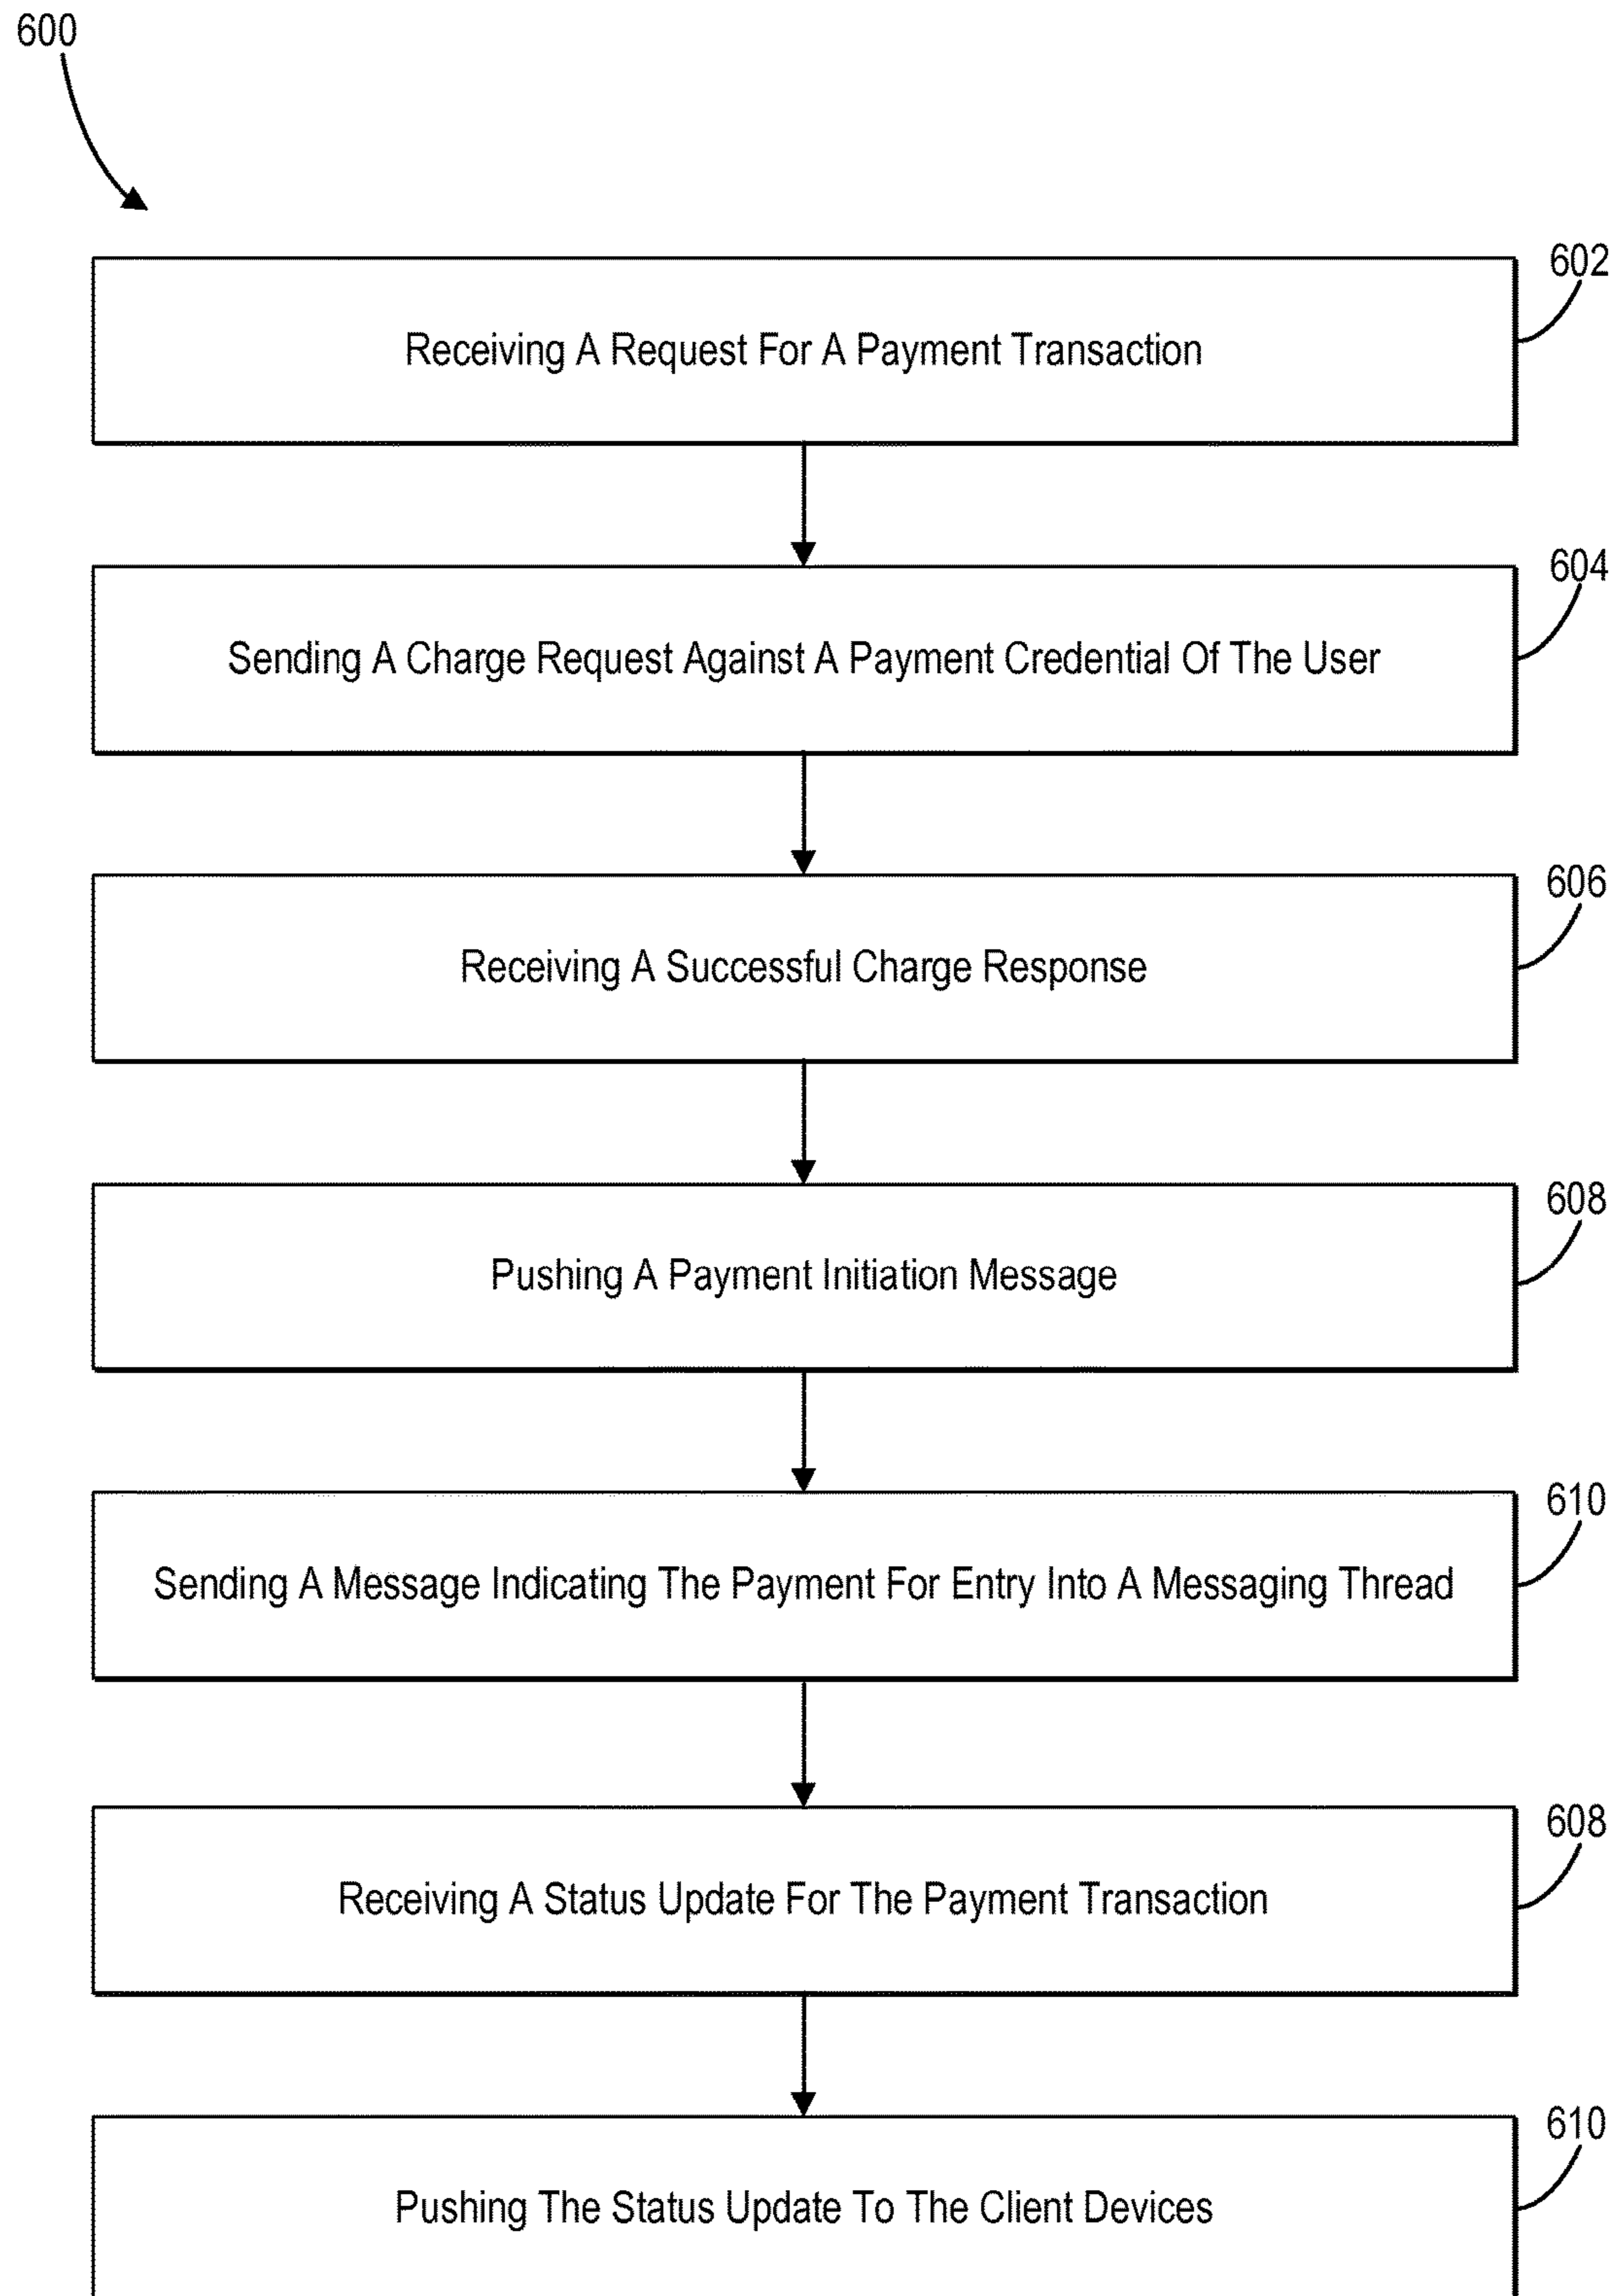 600
602
Receiving A Request For A Payment Transaction
604
Sending A Charge Request Against A Payment Credential Of The User
606
Receiving A Successful Charge Response
608
Pushing A Payment Initiation Message
610
Sending A Message Indicating The Payment For Entry Into A Messaging Thread
608
Receiving A Status Update For The Payment Transaction
610
Pushing The Status Update To The Client Devices